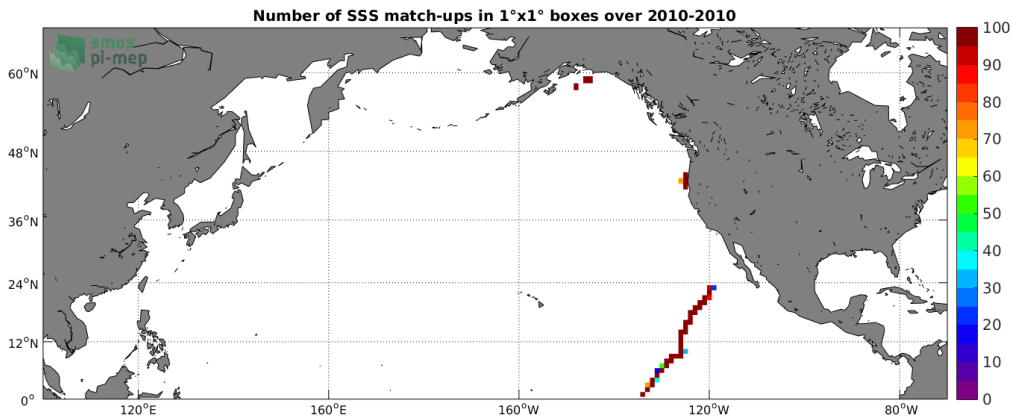 Number of SSS match-ups in 1°x1° boxes over 2010-2010
smos
pi-mep
60°N
48°N
36°N
24°N
12°N
0°
120°E
160°E
160°W
120°W
80°W
100
90
80
70
60
50
40
30
20
10
0